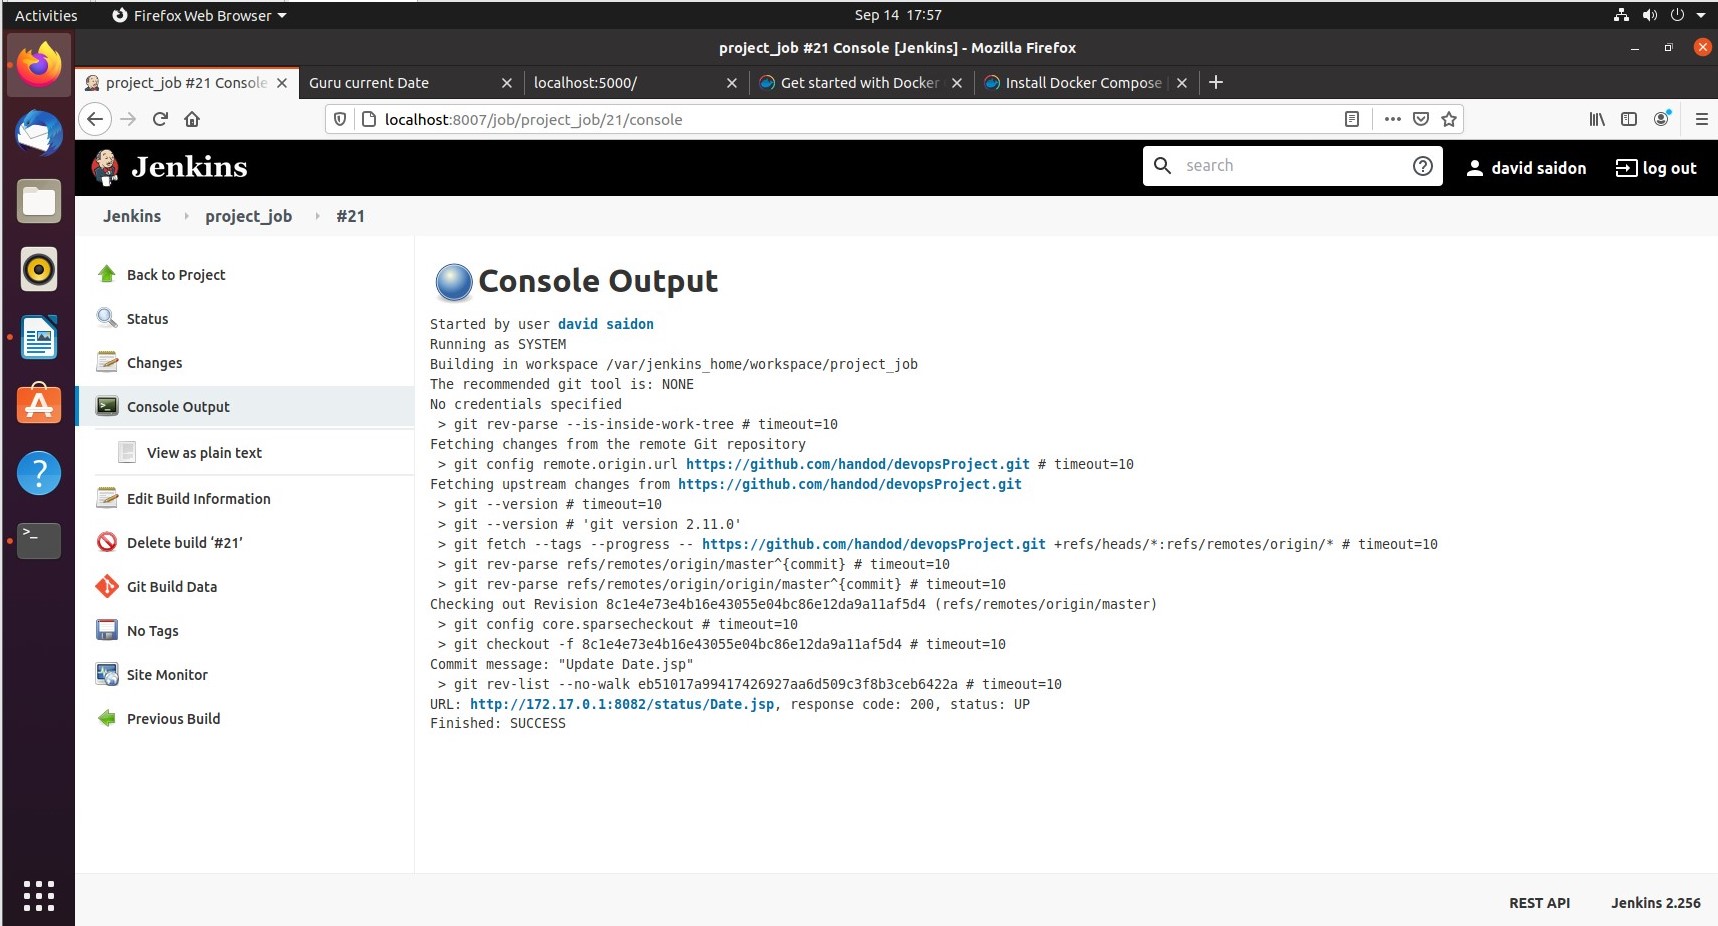 Activities Firefox Web Browser Sep 14 17:57
project_job #21 Console [Jenkins] - Mozilla Firefox
project_job #21 Console Guru current Date localhost:5000/ Get started with Docker Install Docker Compose
localhost:8007/job/project_job/21/console
Jenkins search david saidon log out
Jenkins project_job #21
Back to Project
Status
Changes
Console Output
View as plain text
Edit Build Information
Delete build ‘#21’
Git Build Data
No Tags
Site Monitor
Previous Build
Console Output
Started by user david saidon
Running as SYSTEM
Building in workspace /var/jenkins_home/workspace/project_job
The recommended git tool is: NONE
No credentials specified
> git rev-parse --is-inside-work-tree # timeout=10
Fetching changes from the remote Git repository
> git config remote.origin.url https://github.com/handod/devopsProject.git # timeout=10
Fetching upstream changes from https://github.com/handod/devopsProject.git
> git --version # timeout=10
> git --version # 'git version 2.11.0'
> git fetch --tags --progress -- https://github.com/handod/devopsProject.git +refs/heads/*:refs/remotes/origin/* # timeout=10
> git rev-parse refs/remotes/origin/master^{commit} # timeout=10
> git rev-parse refs/remotes/origin/origin/master^{commit} # timeout=10
Checking out Revision 8c1e4e73e4b16e43055e04bc86e12da9a11af5d4 (refs/remotes/origin/master)
> git config core.sparsecheckout # timeout=10
> git checkout -f 8c1e4e73e4b16e43055e04bc86e12da9a11af5d4 # timeout=10
Commit message: "Update Date.jsp"
> git rev-list --no-walk eb51017a99417426927aa6d509c3f8b3ceb6422a # timeout=10
URL: http://172.17.0.1:8082/status/Date.jsp, response code: 200, status: UP
Finished: SUCCESS
REST API Jenkins 2.256